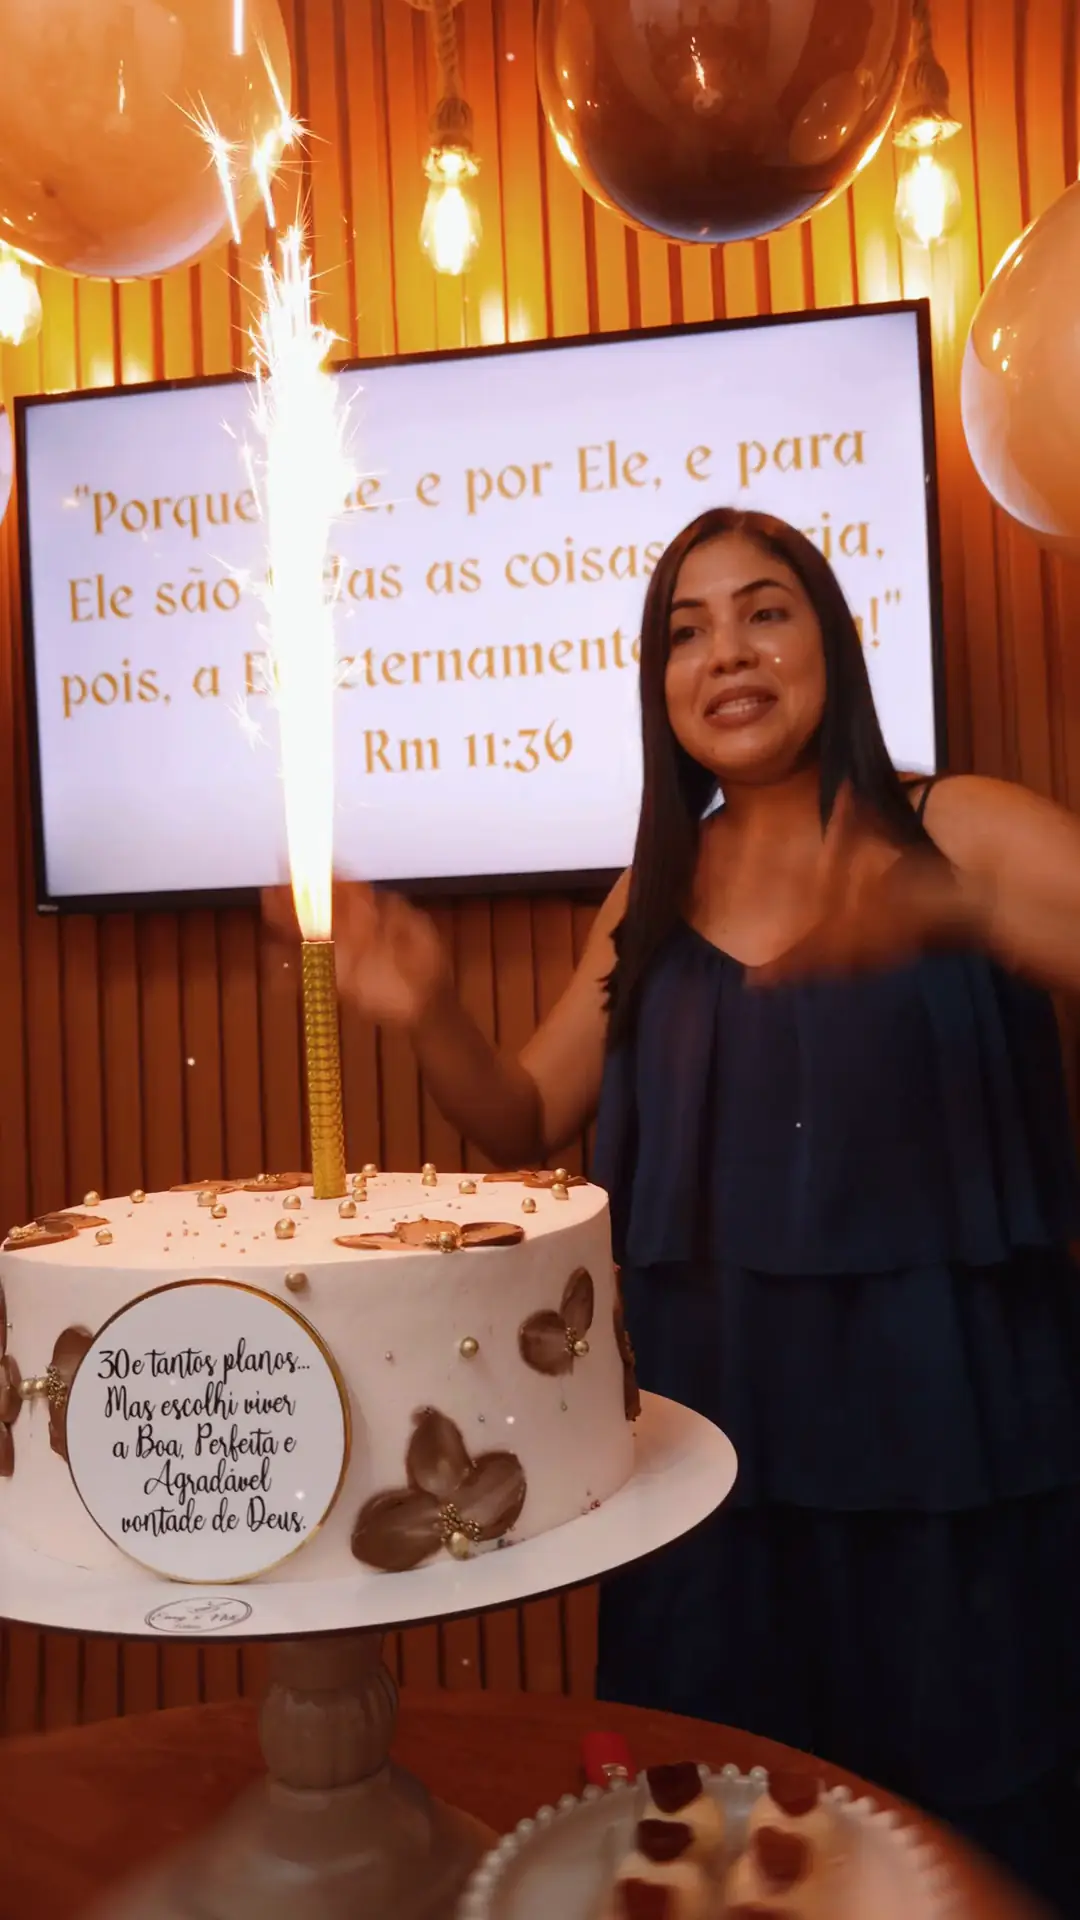 "Porque e, e por Ele, e para
Ele são as coisas
pois, a eternamente
Rm 11:36
30 e tantos planos...
Mas escolhi viver
a Boa, Perfeita e
Agradável
vontade de Deus.